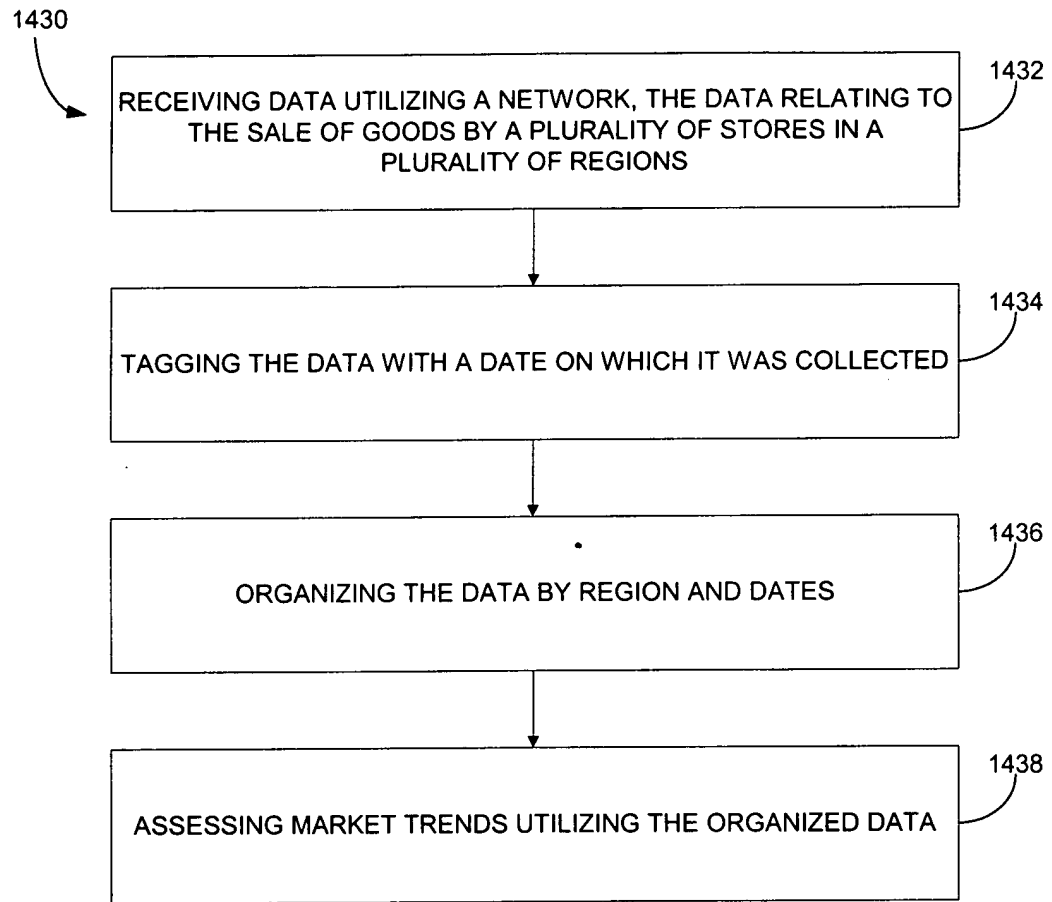 1430
1432
RECEIVING DATA UTILIZING A NETWORK, THE DATA RELATING TO
THE SALE OF GOODS BY A PLURALITY OF STORES IN A
PLURALITY OF REGIONS
1434
TAGGING THE DATA WITH A DATE ON WHICH IT WAS COLLECTED
1436
ORGANIZING THE DATA BY REGION AND DATES
1438
ASSESSING MARKET TRENDS UTILIZING THE ORGANIZED DATA